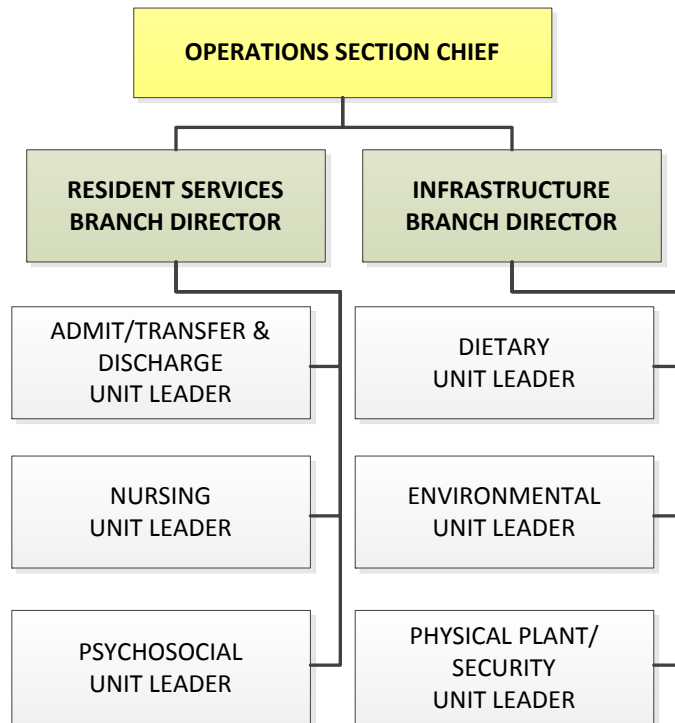 OPERATIONS SECTION CHIEF
RESIDENT SERVICES
BRANCH DIRECTOR
INFRASTRUCTURE
BRANCH DIRECTOR
ADMIT/TRANSFER &
DISCHARGE
UNIT LEADER
DIETARY
UNIT LEADER
NURSING
UNIT LEADER
ENVIRONMENTAL
UNIT LEADER
PSYCHOSOCIAL
UNIT LEADER
PHYSICAL PLANT/
SECURITY
UNIT LEADER